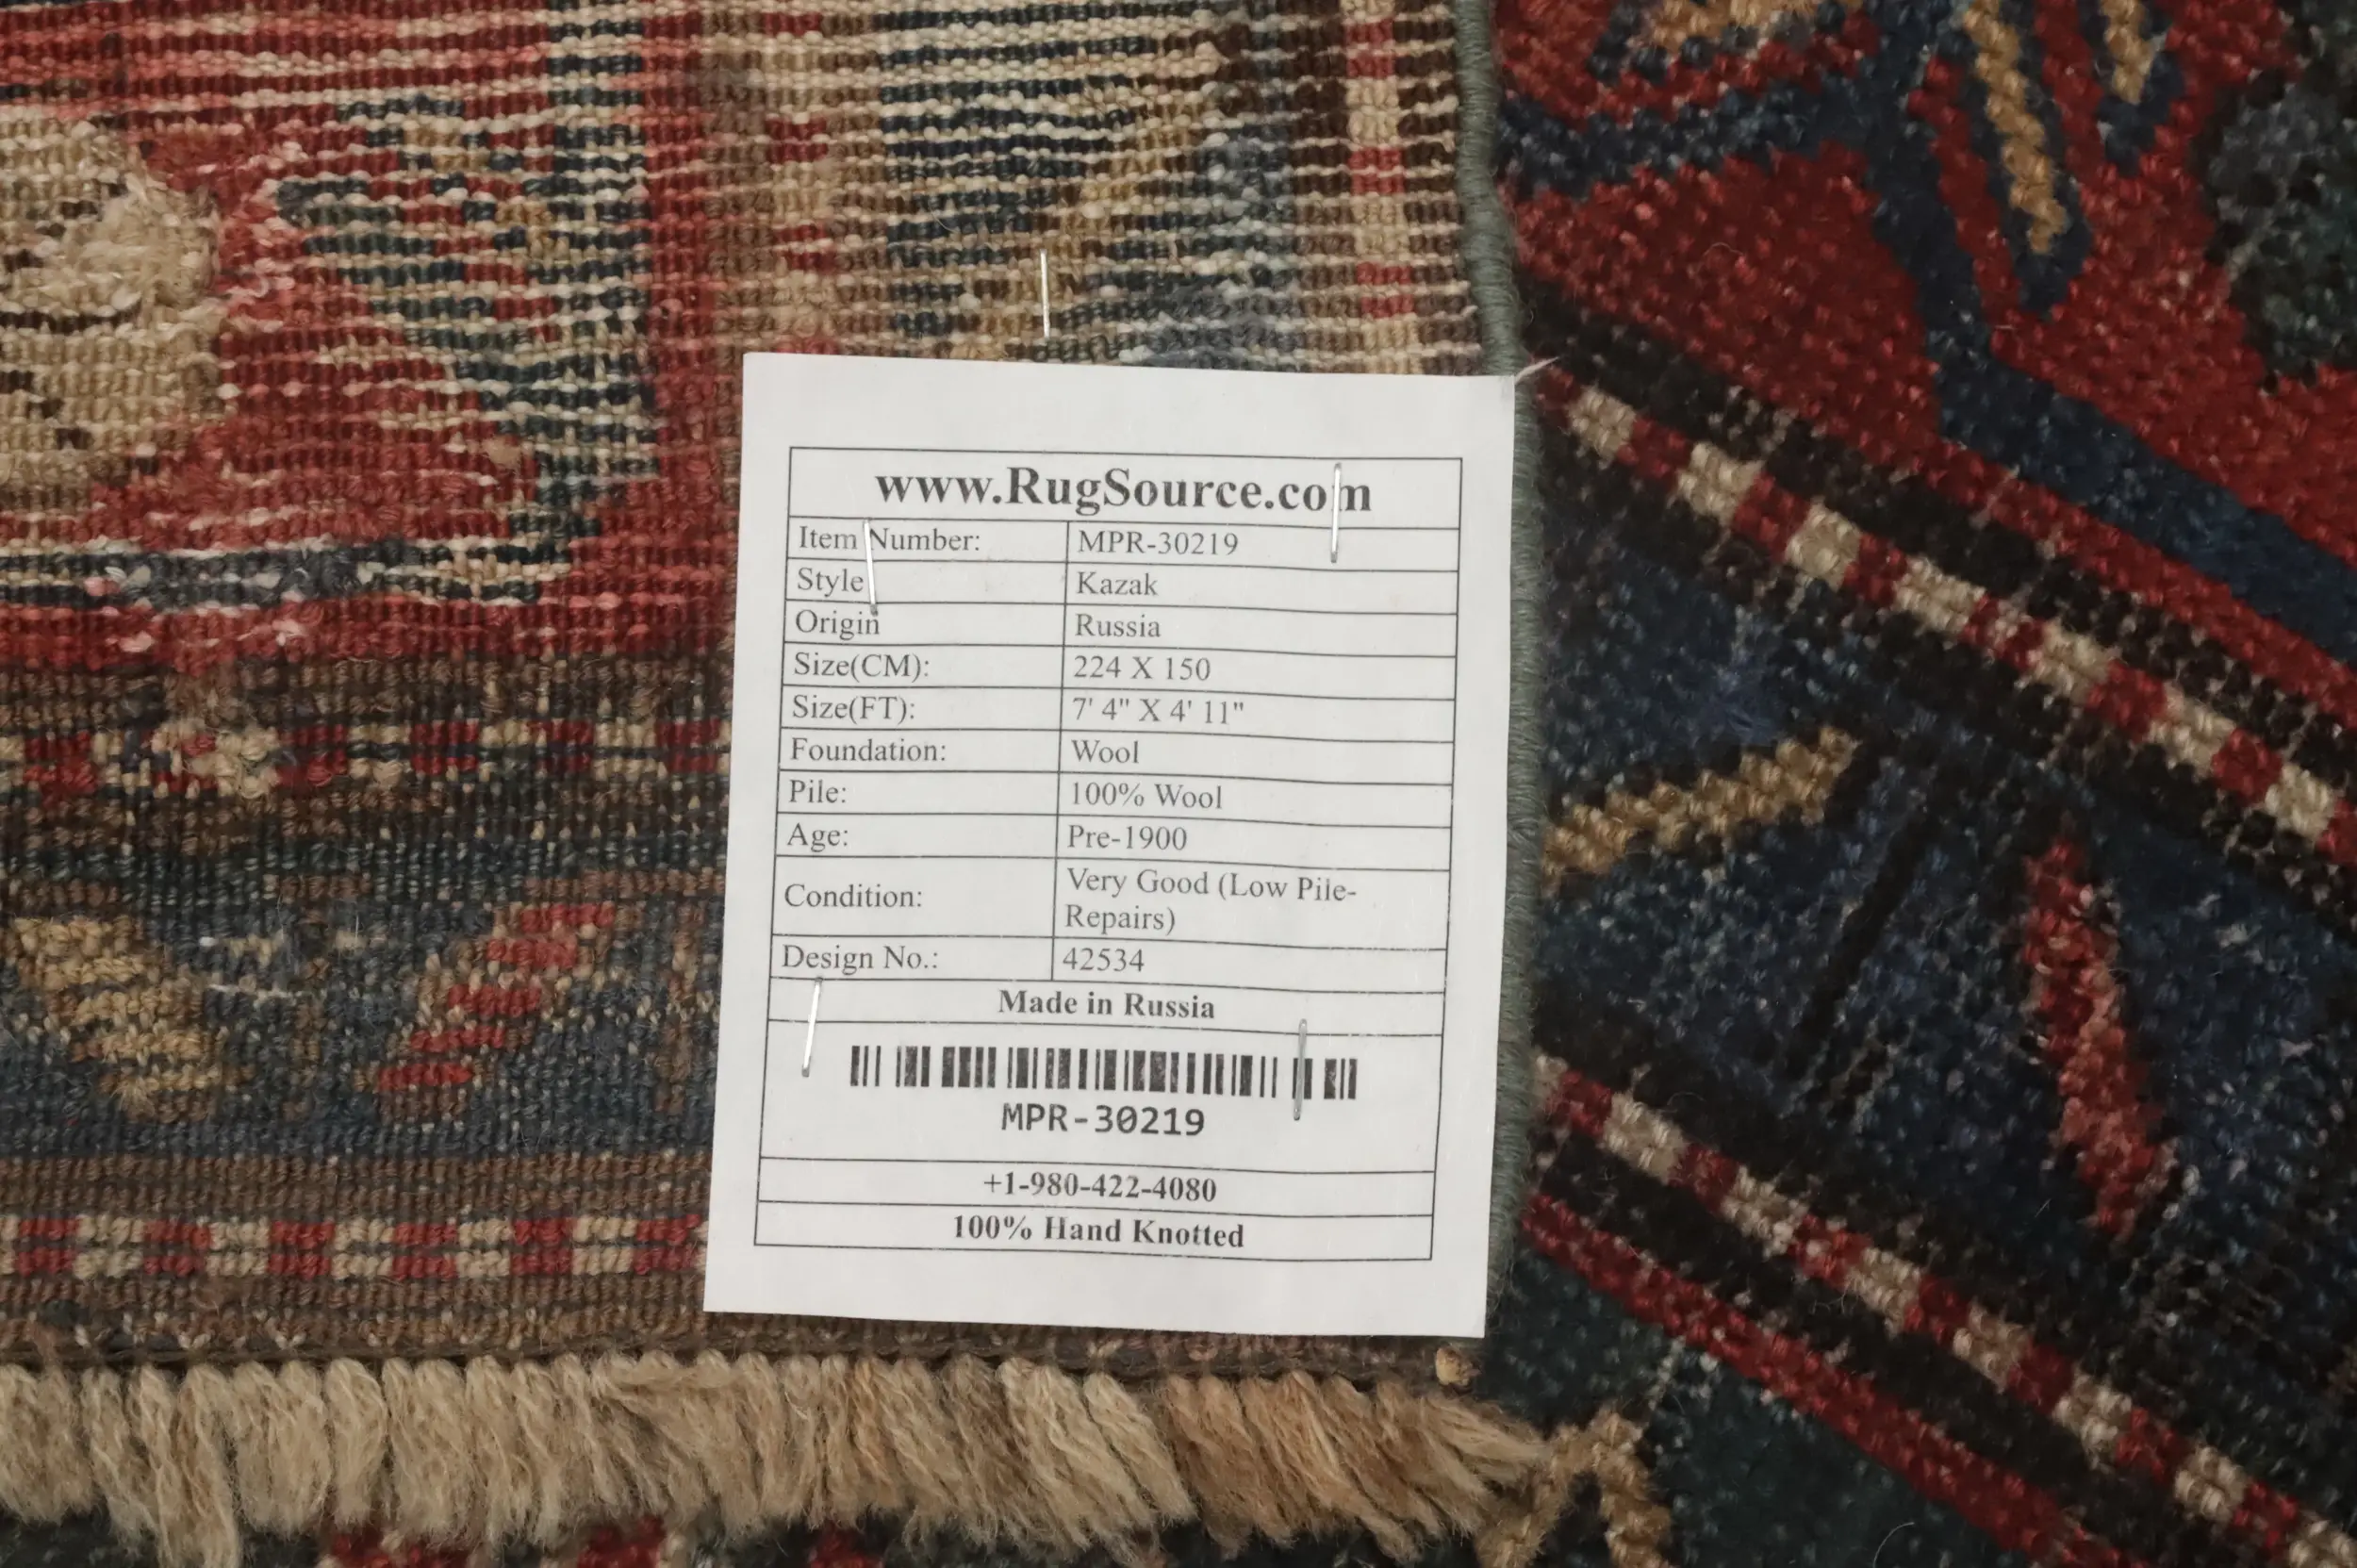 www.RugSource.com
Item Number: MPR-30219
Style Kazak
Origin Russia
Size(CM): 224 X 150
Size(FT): 7' 4" X 4' 11"
Foundation: Wool
Pile: 100% Wool
Age: Pre-1900
Condition: Very Good (Low Pile-
Repairs)
Design No.: 42534
Made in Russia
MPR-30219
+1-980-422-4080
100% Hand Knotted